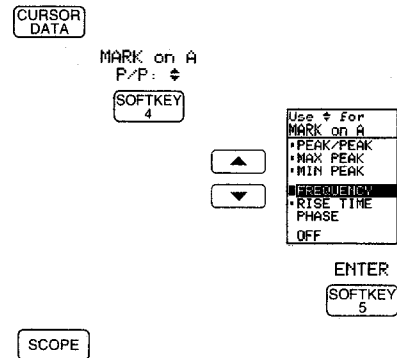 CURSOR
DATA
MARK on A
P/P:
SOFTKEY
4
Use ♦ for
MARK on A
▪PEAK/PEAK
▪MAX PEAK
▪MIN PEAK
▪FREQUENCY
▪RISE TIME
PHASE
OFF
ENTER
SOFTKEY
5
SCOPE